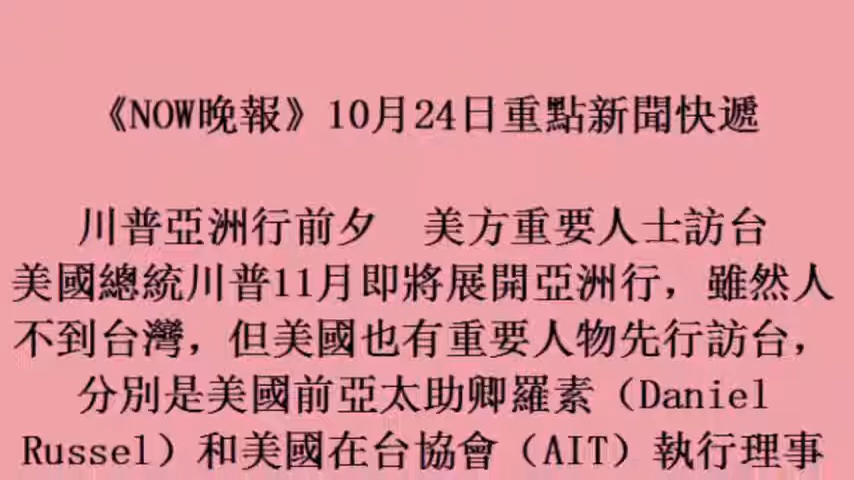 《NOW晚報》10月24日重點新聞快遞
川普亞洲行前夕　美方重要人士訪台
美國總統川普11月即將展開亞洲行，雖然人
不到台灣，但美國也有重要人物先行訪台，
分別是美國前亞太助卿羅素（Daniel
Russel）和美國在台協會（AIT）執行理事